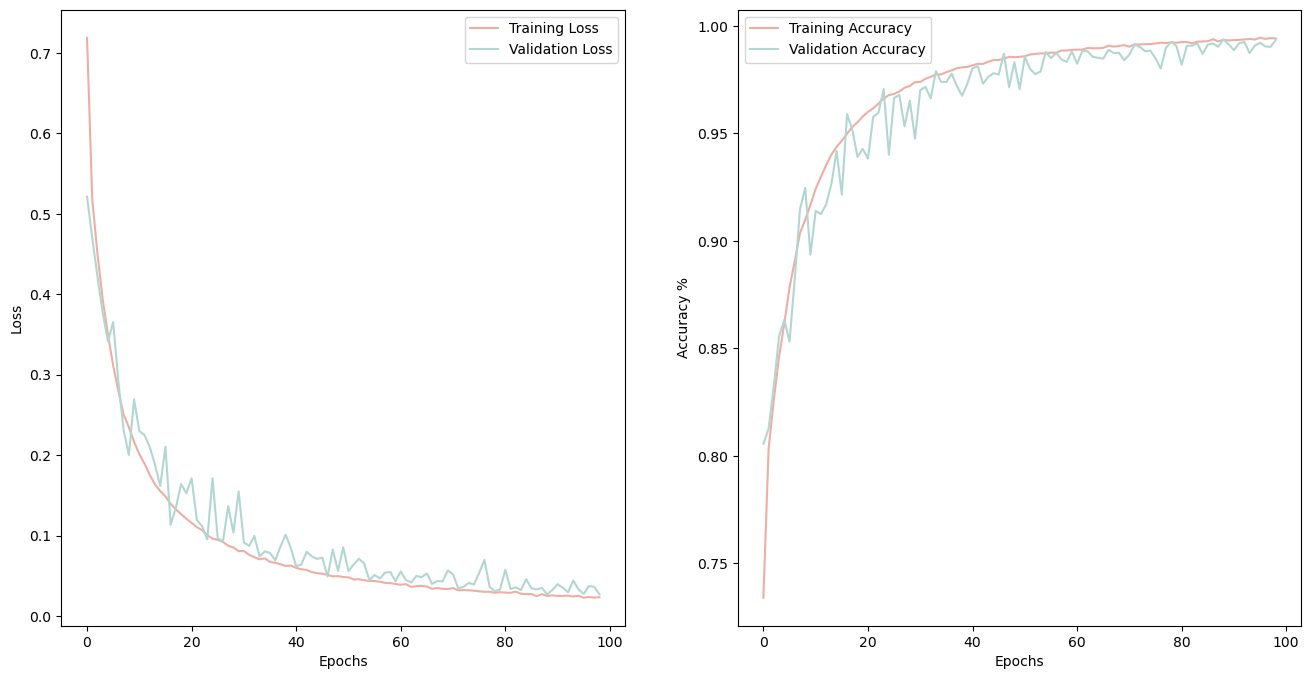 Training Loss
Validation Loss
0.7
0.6
0.5
0.4
0.3
0.2
0.1
0.0
Loss
0 20 40 60 80 100
Epochs
Training Accuracy
Validation Accuracy
1.00
0.95
0.90
0.85
0.80
0.75
Accuracy %
0 20 40 60 80 100
Epochs